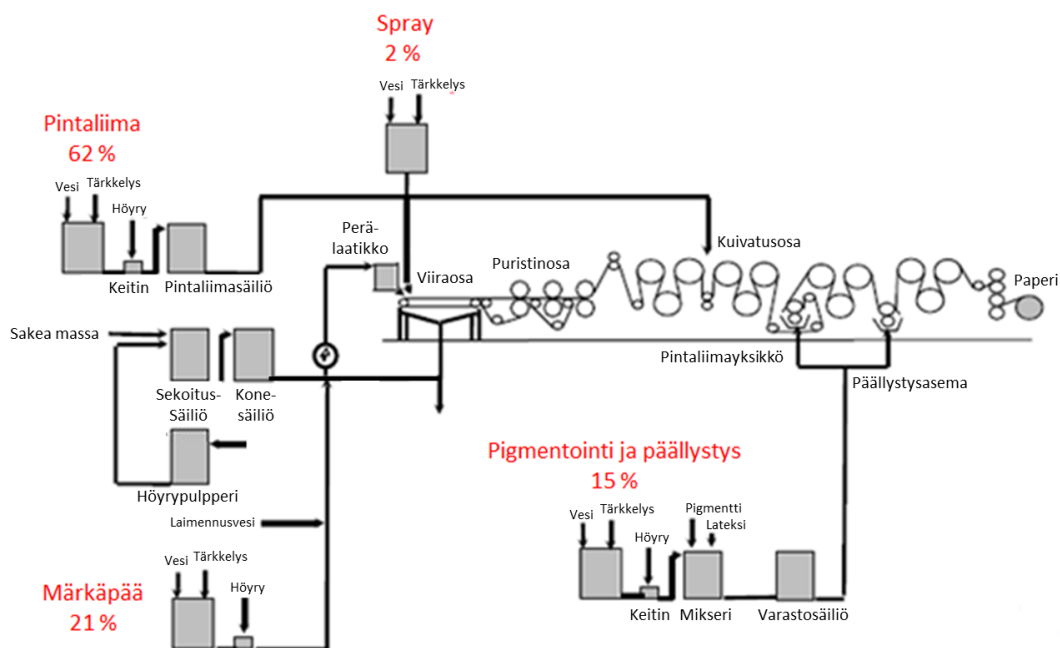 Spray
2 %
Vesi
Tärkkelys
Pintaliima
62 %
Vesi
Tärkkelys
Höyry
Keitin
Pintaliimasäiliö
Perä-
laatikko
Viiraosa
Puristinosa
Kuivatusosa
Paperi
Sakea massa
Sekoitus-
Säiliö
Kone-
säiliö
Pintaliimayksikkö
Päällystysasema
Höyrypulpperi
Laimennusvesi
Märkäpää
21 %
Vesi
Tärkkelys
Höyry
Pigmentointi ja päällystys
15 %
Vesi
Tärkkelys
Höyry
Pigmentti
Lateksi
Keitin
Mikseri
Varastosäiliö